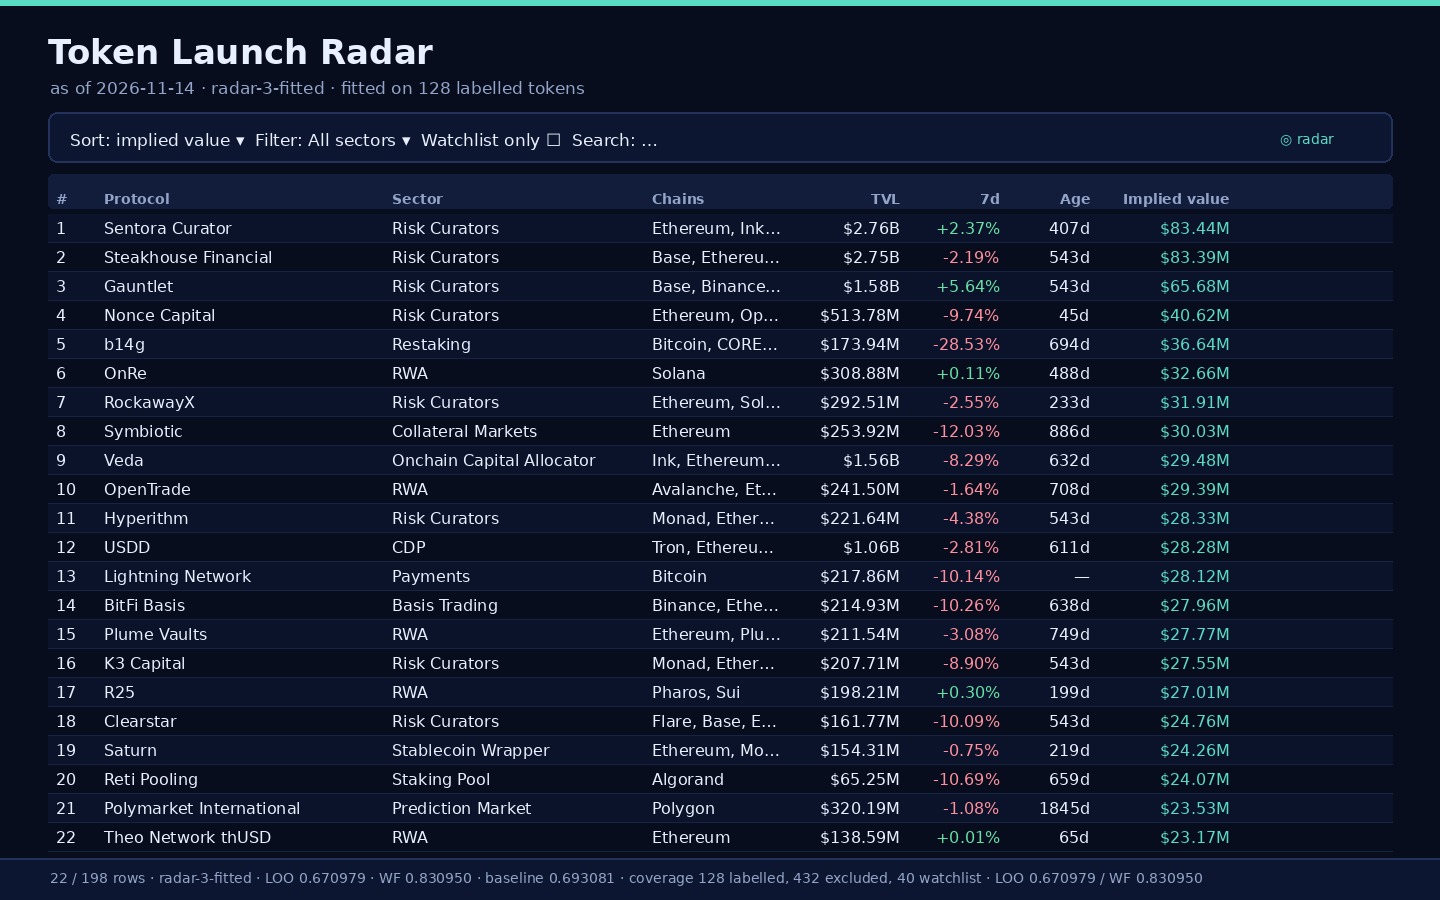 Token Launch Radar
as of 2026-11-14 · radar-3-fitted · fitted on 128 labelled tokens
Sort: implied value ▾ Filter: All sectors ▾ Watchlist only ☐ Search: … ◎ radar
# Protocol Sector Chains TVL 7d Age Implied value
1 Sentora Curator Risk Curators Ethereum, Ink… $2.76B +2.37% 407d $83.44M
2 Steakhouse Financial Risk Curators Base, Ethereu… $2.75B -2.19% 543d $83.39M
3 Gauntlet Risk Curators Base, Binance… $1.58B +5.64% 543d $65.68M
4 Nonce Capital Risk Curators Ethereum, Op… $513.78M -9.74% 45d $40.62M
5 b14g Restaking Bitcoin, CORE… $173.94M -28.53% 694d $36.64M
6 OnRe RWA Solana $308.88M +0.11% 488d $32.66M
7 RockawayX Risk Curators Ethereum, Sol… $292.51M -2.55% 233d $31.91M
8 Symbiotic Collateral Markets Ethereum $253.92M -12.03% 886d $30.03M
9 Veda Onchain Capital Allocator Ink, Ethereum… $1.56B -8.29% 632d $29.48M
10 OpenTrade RWA Avalanche, Et… $241.50M -1.64% 708d $29.39M
11 Hyperithm Risk Curators Monad, Ether… $221.64M -4.38% 543d $28.33M
12 USDD CDP Tron, Ethereu… $1.06B -2.81% 611d $28.28M
13 Lightning Network Payments Bitcoin $217.86M -10.14% — $28.12M
14 BitFi Basis Basis Trading Binance, Ethe… $214.93M -10.26% 638d $27.96M
15 Plume Vaults RWA Ethereum, Plu… $211.54M -3.08% 749d $27.77M
16 K3 Capital Risk Curators Monad, Ether… $207.71M -8.90% 543d $27.55M
17 R25 RWA Pharos, Sui $198.21M +0.30% 199d $27.01M
18 Clearstar Risk Curators Flare, Base, E… $161.77M -10.09% 543d $24.76M
19 Saturn Stablecoin Wrapper Ethereum, Mo… $154.31M -0.75% 219d $24.26M
20 Reti Pooling Staking Pool Algorand $65.25M -10.69% 659d $24.07M
21 Polymarket International Prediction Market Polygon $320.19M -1.08% 1845d $23.53M
22 Theo Network thUSD RWA Ethereum $138.59M +0.01% 65d $23.17M
22 / 198 rows · radar-3-fitted · LOO 0.670979 · WF 0.830950 · baseline 0.693081 · coverage 128 labelled, 432 excluded, 40 watchlist · LOO 0.670979 / WF 0.830950